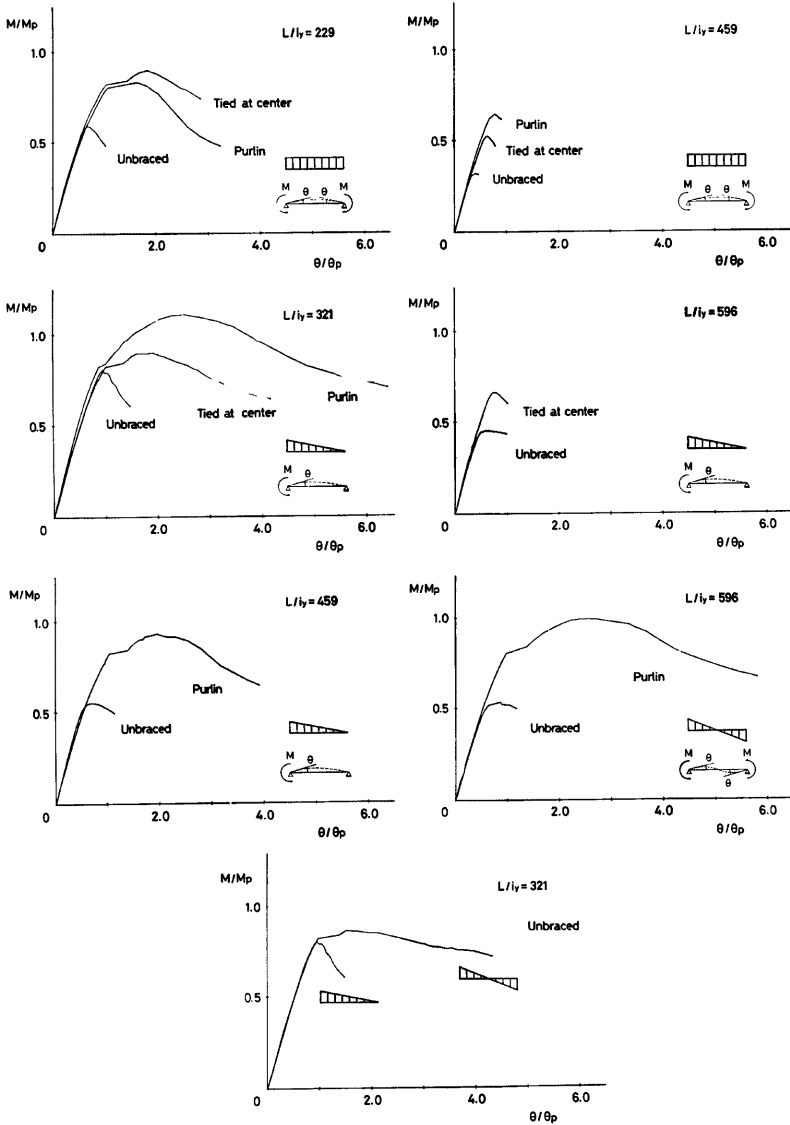 M/Mp
L/iy = 229
1.0
Tied at center
0.5
Unbraced
Purlin
M θ θ M
0 2.0 4.0 6.0
θ/θp
M/Mp
L/iy = 459
1.0
Purlin
0.5
Tied at center
Unbraced
M θ θ M
0 2.0 4.0 6.0
θ/θp
M/Mp
L/iy = 321
1.0
Purlin
Unbraced
Tied at center
0.5
M θ
0 2.0 4.0 6.0
θ/θp
M/Mp
L/iy = 596
1.0
Tied at center
0.5
Unbraced
M θ
0 2.0 4.0 6.0
θ/θp
M/Mp
L/iy = 459
1.0
Purlin
0.5
Unbraced
M θ
0 2.0 4.0 6.0
θ/θp
M/Mp
L/iy = 596
1.0
Purlin
0.5
Unbraced
M θ M
θ
0 2.0 4.0 6.0
θ/θp
M/Mp
L/iy = 321
1.0
Unbraced
0.5
0 2.0 4.0 6.0
θ/θp